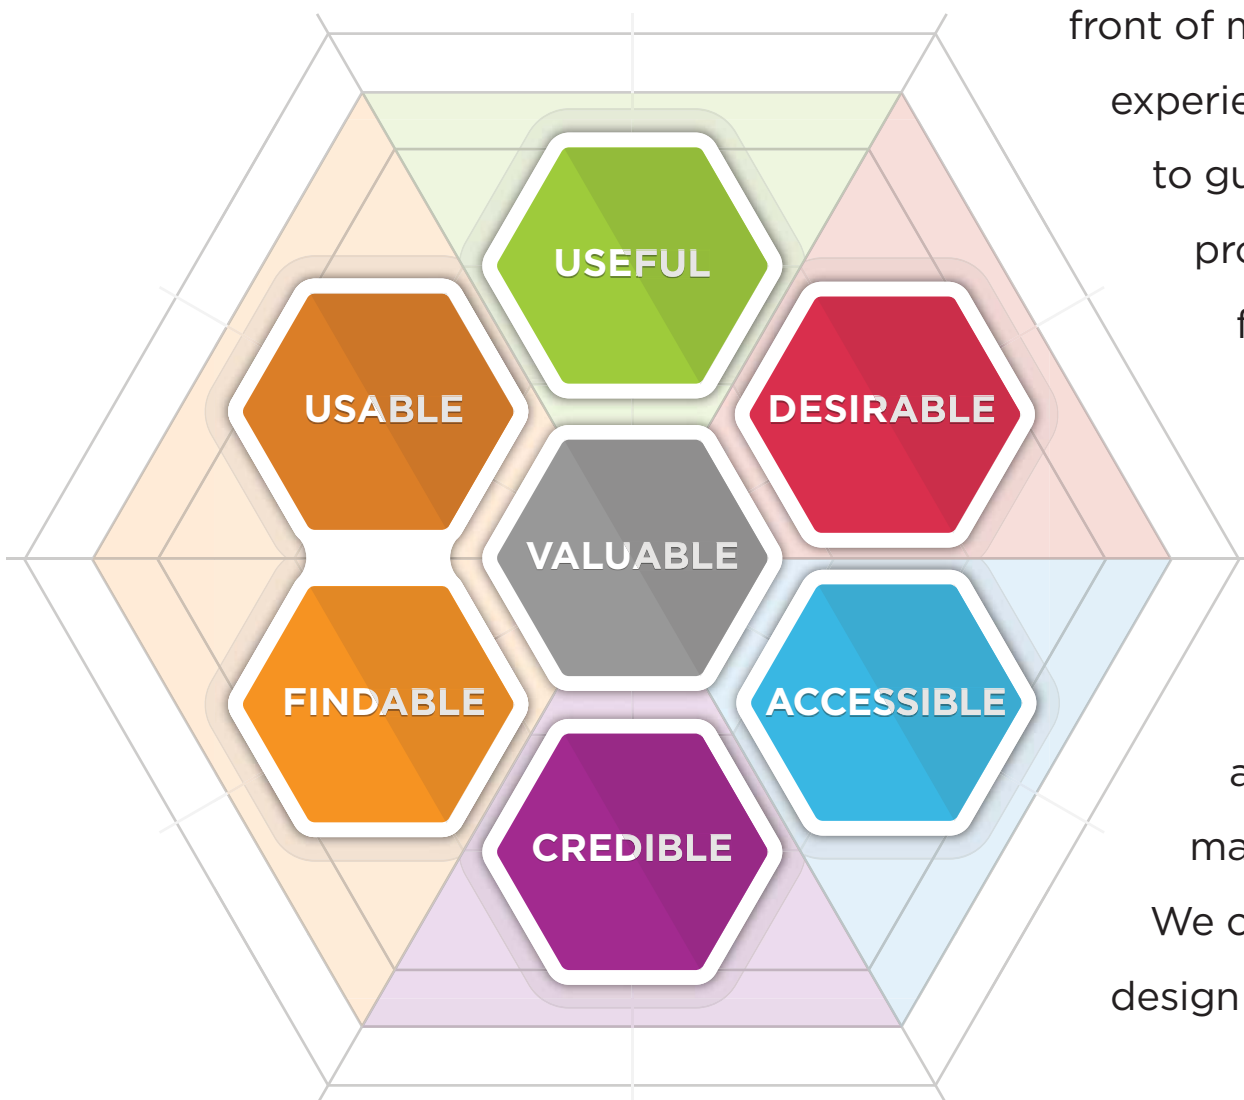 front of
experie
to gu
pro
USEFUL
USABLE
DESIRABLE
VALUABLE
FINDABLE
ACCESSIBLE
CREDIBLE
ma
We
design